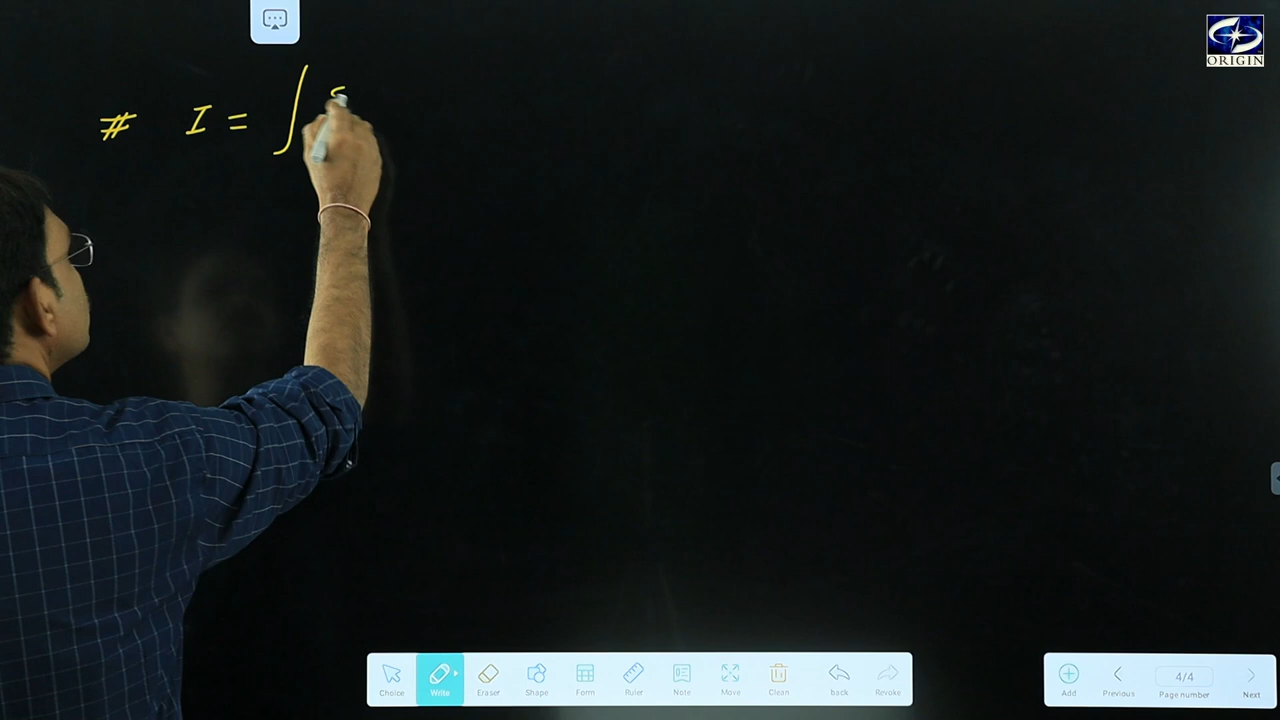 ORIGIN
# I = ∫
Choice Write Eraser Shape Form Ruler Note Move Clean back Revoke
Add Previous 4/4 Page number Next